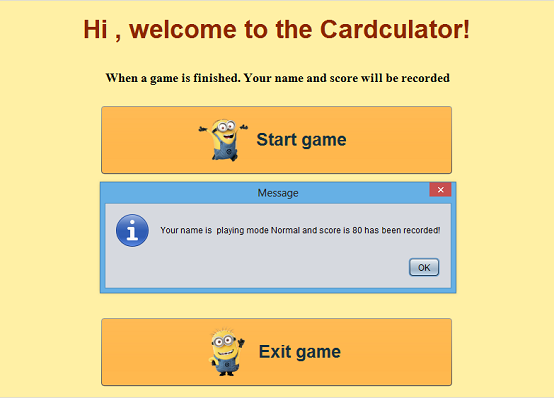 Hi , welcome to the Cardculator!
When a game is finished. Your name and score will be recorded
Start game
Message
Your name is  playing mode Normal and score is 80 has been recorded!
OK
Exit game